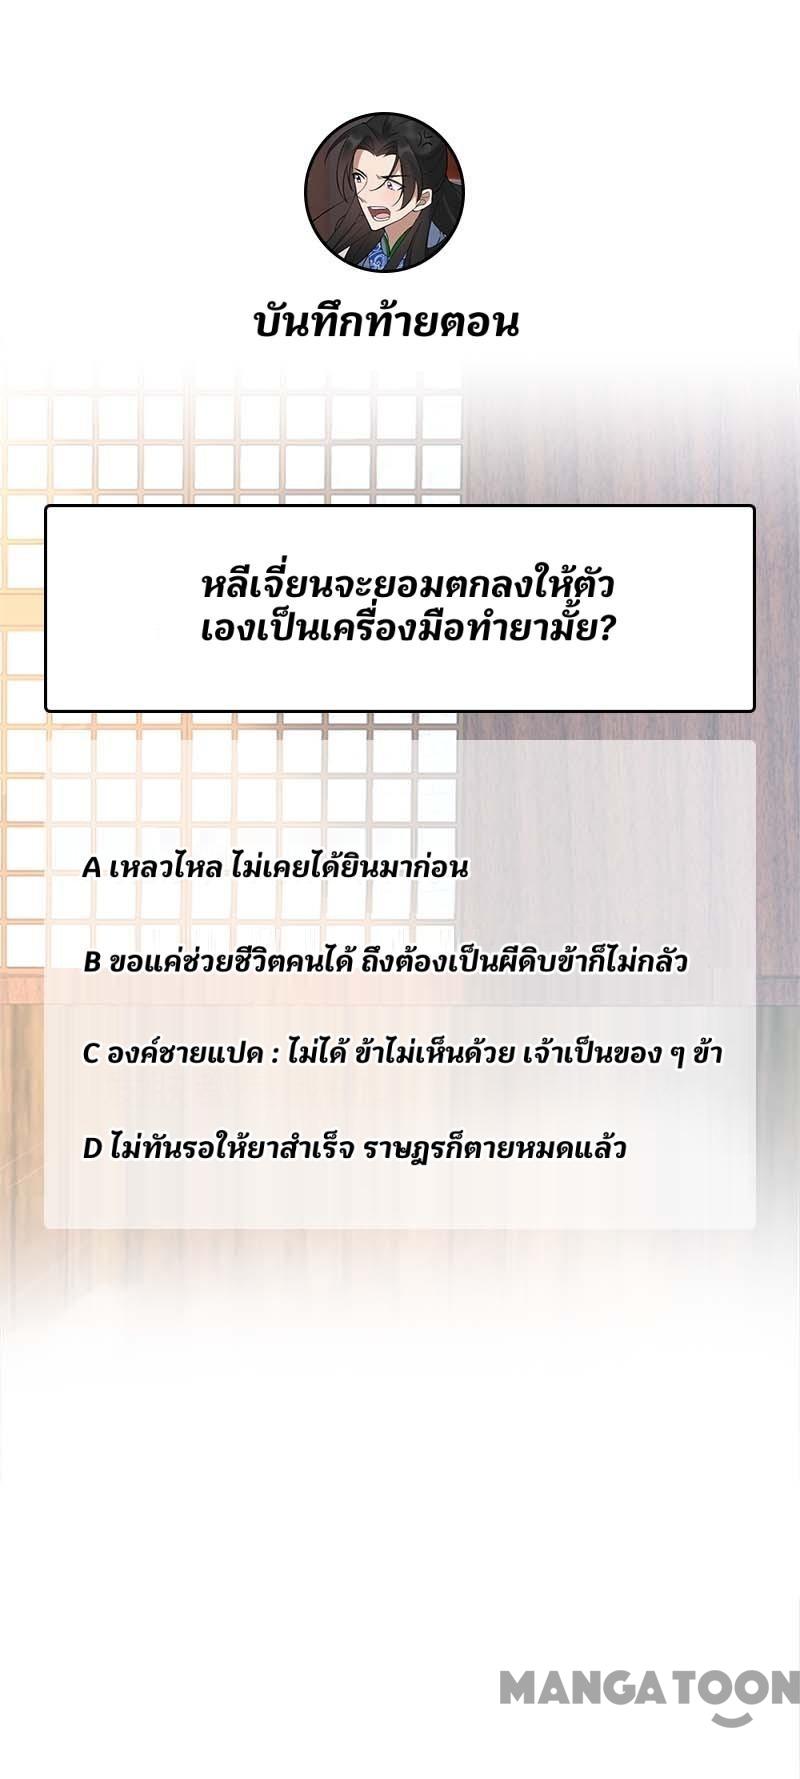 บันทึกท้ายตอน
หลีเจี่ยนจะยอมตกลงให้ตัว
เองเป็นเครื่องมือทำยามั้ย?
A เหลวไหล ไม่เคยได้ยินมาก่อน
B ขอแค่ช่วยชีวิตคนได้ ถึงต้องเป็นผีดิบข้าก็ไม่กลัว
C องค์ชายแปด : ไม่ได้ ข้าไม่เห็นด้วย เจ้าเป็นของ ๆ ข้า
D ไม่ทันรอให้ยาสำเร็จ ราษฎรก็ตายหมดแล้ว
MANGATOON